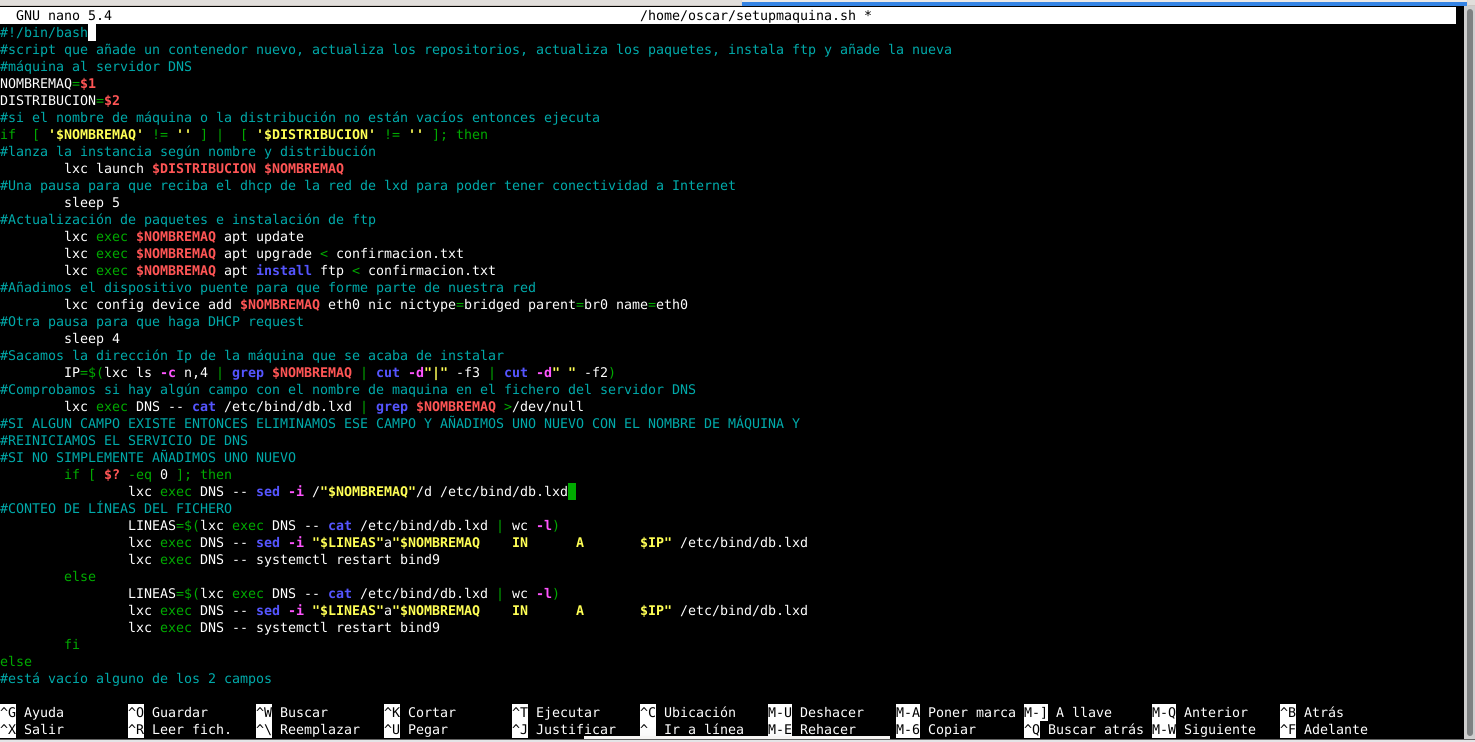 GNU nano 5.4 /home/oscar/setupmaquina.sh *
#!/bin/bash
#script que añade un contenedor nuevo, actualiza los repositorios, actualiza los paquetes, instala ftp y añade la nueva
#máquina al servidor DNS
NOMBREMAQ=$1
DISTRIBUCION=$2
#si el nombre de máquina o la distribución no están vacíos entonces ejecuta
if  [ '$NOMBREMAQ' != '' ] |  [ '$DISTRIBUCION' != '' ]; then
#lanza la instancia según nombre y distribución
        lxc launch $DISTRIBUCION $NOMBREMAQ
#Una pausa para que reciba el dhcp de la red de lxd para poder tener conectividad a Internet
        sleep 5
#Actualización de paquetes e instalación de ftp
        lxc exec $NOMBREMAQ apt update
        lxc exec $NOMBREMAQ apt upgrade < confirmacion.txt
        lxc exec $NOMBREMAQ apt install ftp < confirmacion.txt
#Añadimos el dispositivo puente para que forme parte de nuestra red
        lxc config device add $NOMBREMAQ eth0 nic nictype=bridged parent=br0 name=eth0
#Otra pausa para que haga DHCP request
        sleep 4
#Sacamos la dirección Ip de la máquina que se acaba de instalar
        IP=$(lxc ls -c n,4 | grep $NOMBREMAQ | cut -d"|" -f3 | cut -d" " -f2)
#Comprobamos si hay algún campo con el nombre de maquina en el fichero del servidor DNS
        lxc exec DNS -- cat /etc/bind/db.lxd | grep $NOMBREMAQ >/dev/null
#SI ALGUN CAMPO EXISTE ENTONCES ELIMINAMOS ESE CAMPO Y AÑADIMOS UNO NUEVO CON EL NOMBRE DE MÁQUINA Y
#REINICIAMOS EL SERVICIO DE DNS
#SI NO SIMPLEMENTE AÑADIMOS UNO NUEVO
        if [ $? -eq 0 ]; then
                lxc exec DNS -- sed -i /"$NOMBREMAQ"/d /etc/bind/db.lxd
#CONTEO DE LÍNEAS DEL FICHERO
                LINEAS=$(lxc exec DNS -- cat /etc/bind/db.lxd | wc -l)
                lxc exec DNS -- sed -i "$LINEAS"a"$NOMBREMAQ    IN      A       $IP" /etc/bind/db.lxd
                lxc exec DNS -- systemctl restart bind9
        else
                LINEAS=$(lxc exec DNS -- cat /etc/bind/db.lxd | wc -l)
                lxc exec DNS -- sed -i "$LINEAS"a"$NOMBREMAQ    IN      A       $IP" /etc/bind/db.lxd
                lxc exec DNS -- systemctl restart bind9
        fi
else
#está vacío alguno de los 2 campos
^G Ayuda ^O Guardar ^W Buscar ^K Cortar ^T Ejecutar ^C Ubicación M-U Deshacer M-A Poner marca M-] A llave M-Q Anterior ^B Atrás
^X Salir ^R Leer fich. ^\ Reemplazar ^U Pegar ^J Justificar ^_ Ir a línea M-E Rehacer M-6 Copiar ^Q Buscar atrás M-W Siguiente ^F Adelante